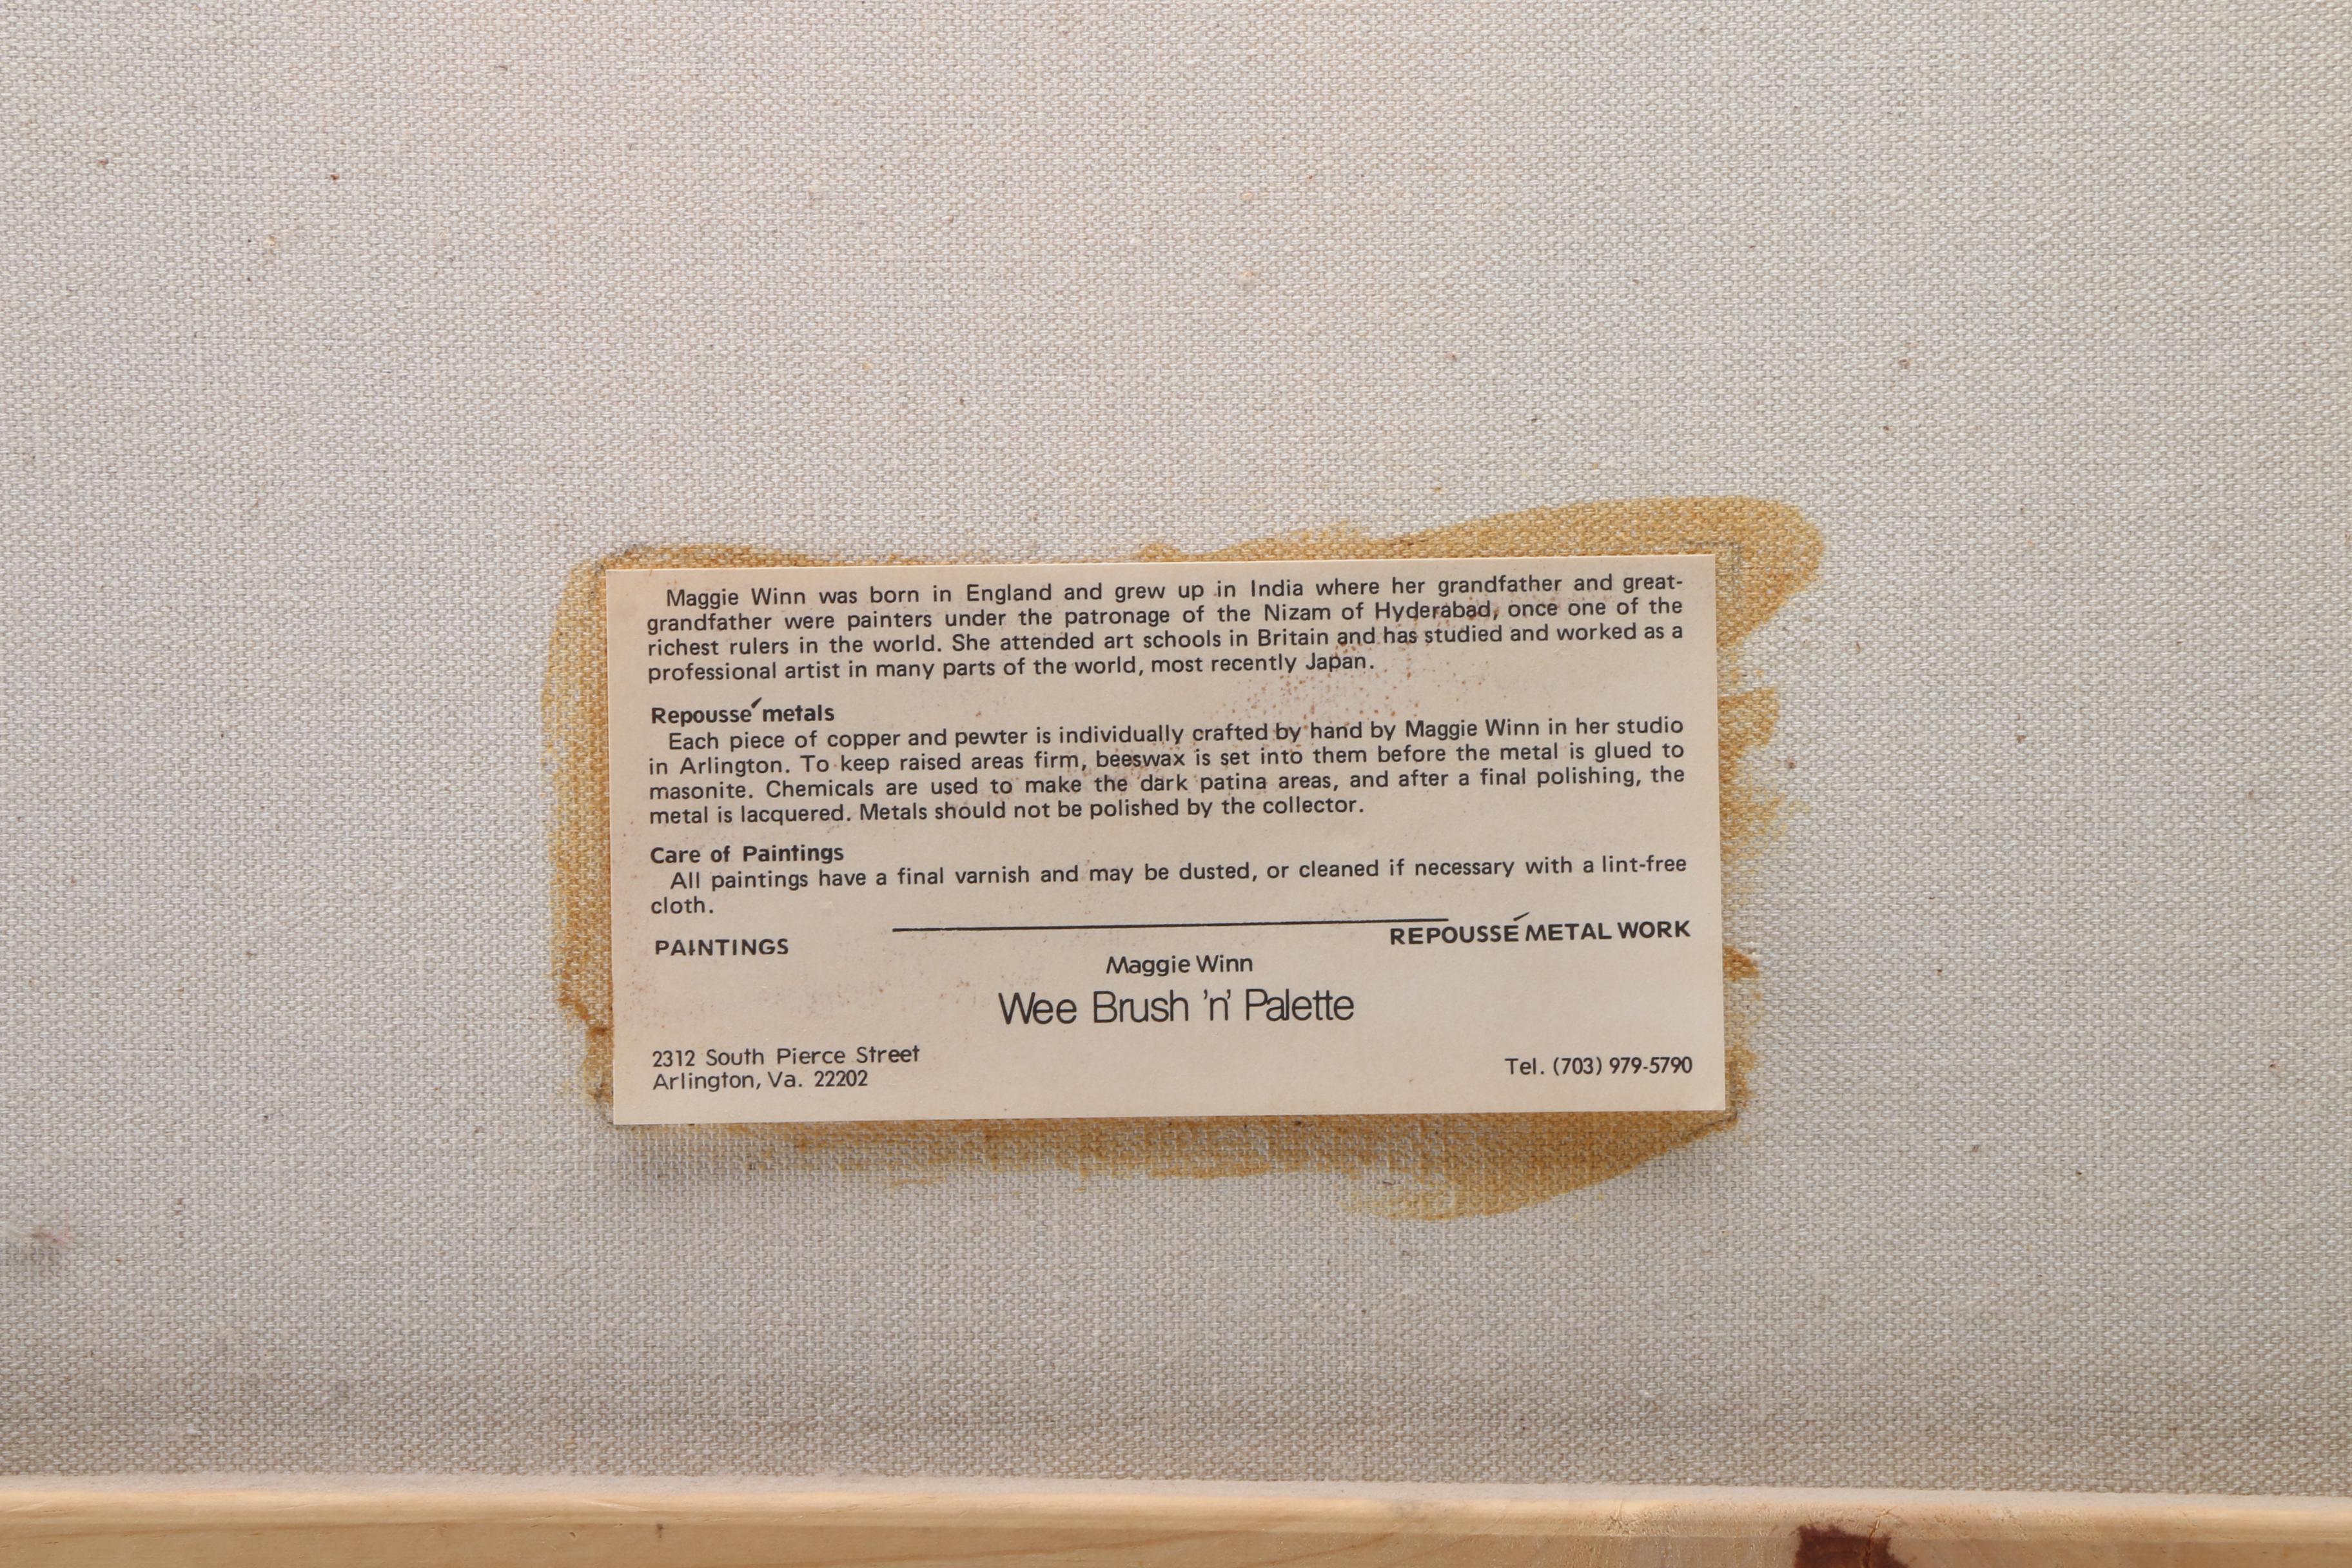 Maggie Winn was born in England and grew up in India where her grandfather and great-
grandfather were painters under the patronage of the Nizam of Hyderabad, once one of the
richest rulers in the world. She attended art schools in Britain and has studied and worked as a
professional artist in many parts of the world, most recently Japan.
Repoussé metals
Each piece of copper and pewter is individually crafted by hand by Maggie Winn in her studio
in Arlington. To keep raised areas firm, beeswax is set into them before the metal is glued to
masonite. Chemicals are used to make the dark patina areas, and after a final polishing, the
metal is lacquered. Metals should not be polished by the collector.
Care of Paintings
All paintings have a final varnish and may be dusted, or cleaned if necessary with a lint-free
cloth.
PAINTINGS
REPOUSSÉ METAL WORK
Maggie Winn
Wee Brush 'n' Palette
2312 South Pierce Street
Arlington, Va. 22202
Tel. (703) 979-5790